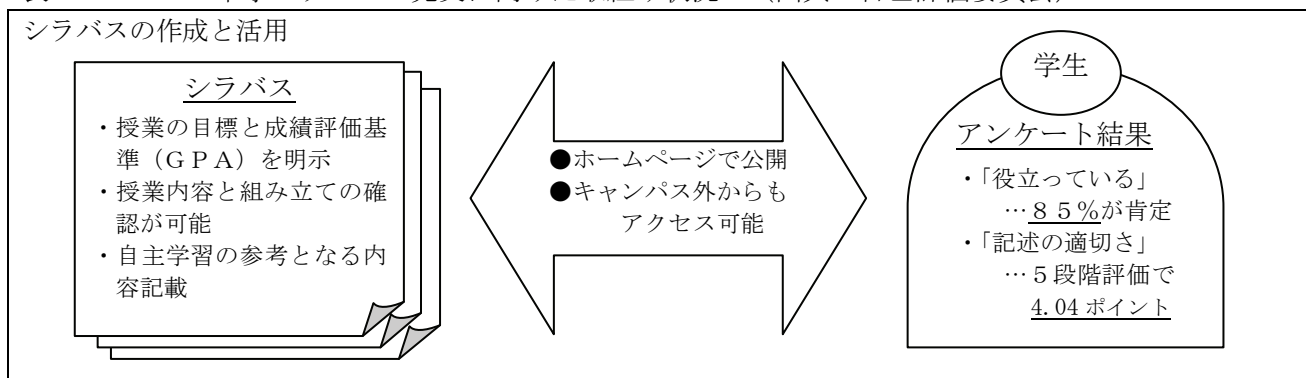 シラバスの作成と活用
シラバス
・授業の目標と成績評価基
準(GPA)を明示
・授業内容と組み立ての確
認が可能
・自主学習の参考となる内
容記載
●ホームページで公開
●キャンパス外からも
アクセス可能
学生
アンケート結果
・「役立っている」
…85%が肯定
・「記述の適切さ」
…5段階評価で
4.04 ポイント